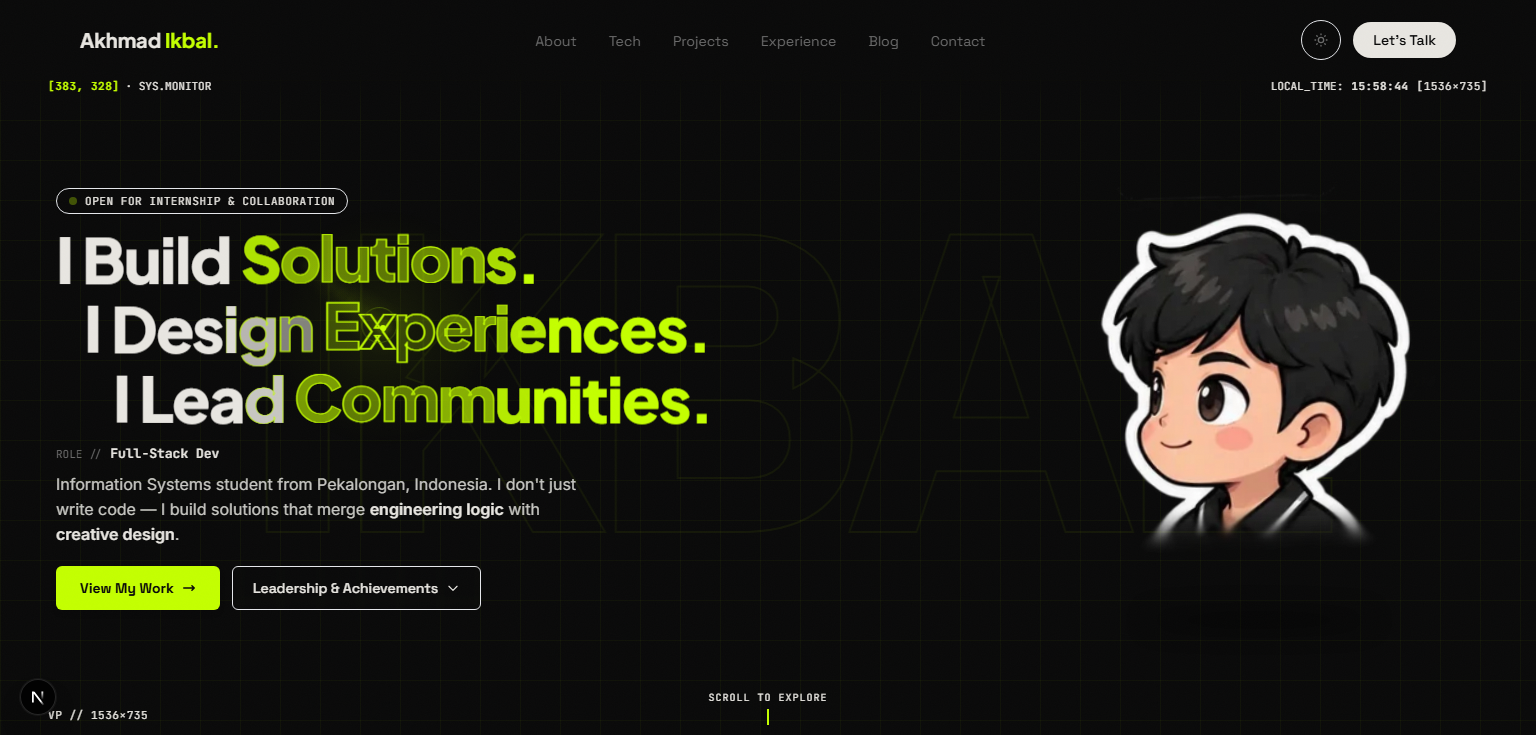 Akhmad Ikbal.
About Tech Projects Experience Blog Contact
Let's Talk
[383, 328] · SYS.MONITOR
LOCAL_TIME: 15:58:44 [1536×735]
OPEN FOR INTERNSHIP & COLLABORATION
I Build Solutions.
I Design Experiences.
I Lead Communities.
ROLE // Full-Stack Dev
Information Systems student from Pekalongan, Indonesia. I don't just
write code — I build solutions that merge engineering logic with
creative design.
View My Work →
Leadership & Achievements
SCROLL TO EXPLORE
N
VP // 1536×735
IKBAL